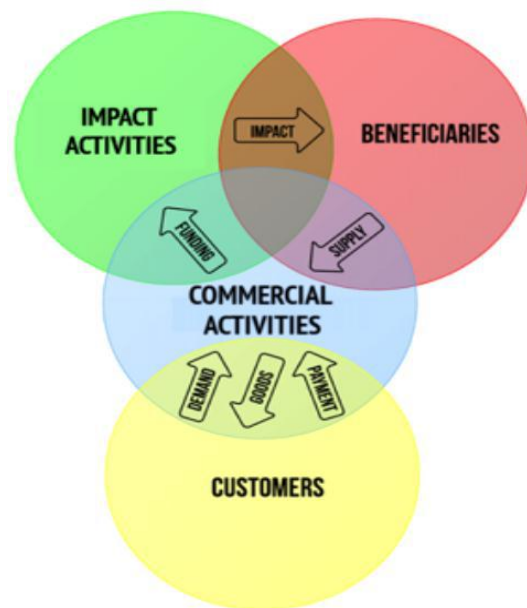 IMPACT
ACTIVITIES
IMPACT
BENEFICIARIES
FUNDING
SUPPLY
COMMERCIAL
ACTIVITIES
DEMAND
GOODS
PAYMENT
CUSTOMERS